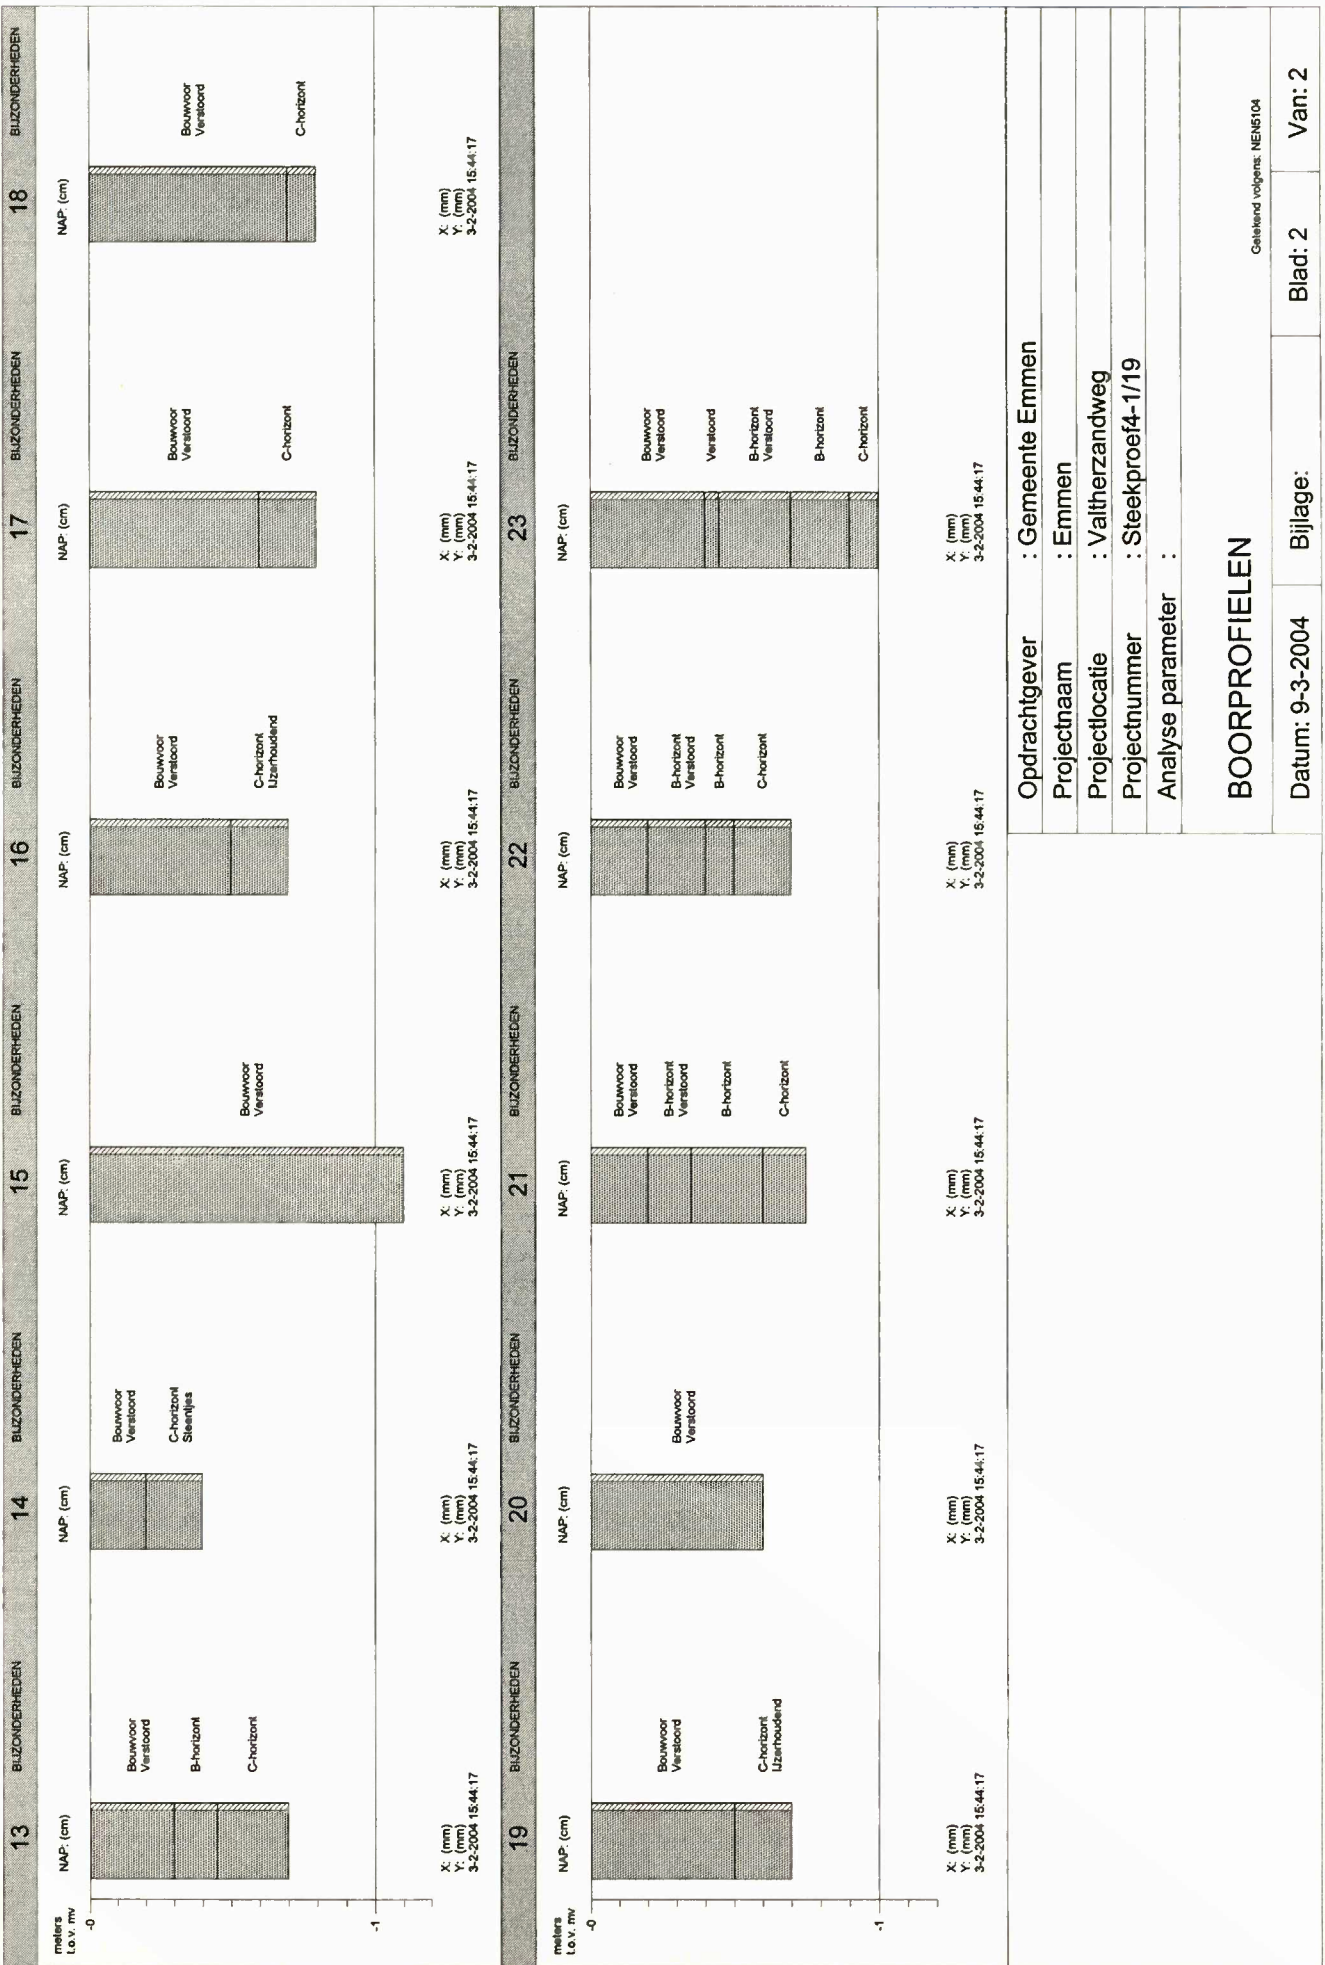 13 BIJZONDERHEDEN 14 BIJZONDERHEDEN 15 BIJZONDERHEDEN 16 BIJZONDERHEDEN 17 BIJZONDERHEDEN 18 BIJZONDERHEDEN
meters
t.o.v. mv
NAP: (cm) NAP: (cm) NAP: (cm) NAP: (cm) NAP: (cm) NAP: (cm)
-0
Bouwvoor
Verstoord
B-horizont
C-horizont
Bouwvoor
Verstoord
C-horizont
Steentjes
Bouwvoor
Verstoord
Bouwvoor
Verstoord
C-horizont
IJzerhoudend
Bouwvoor
Verstoord
C-horizont
Bouwvoor
Verstoord
C-horizont
-1
X: (mm) X: (mm) X: (mm) X: (mm) X: (mm) X: (mm)
Y: (mm) Y: (mm) Y: (mm) Y: (mm) Y: (mm) Y: (mm)
3-2-2004 15:44:17 3-2-2004 15:44:17 3-2-2004 15:44:17 3-2-2004 15:44:17 3-2-2004 15:44:17 3-2-2004 15:44:17
19 BIJZONDERHEDEN 20 BIJZONDERHEDEN 21 BIJZONDERHEDEN 22 BIJZONDERHEDEN 23 BIJZONDERHEDEN
meters
t.o.v. mv
NAP: (cm) NAP: (cm) NAP: (cm) NAP: (cm) NAP: (cm)
-0
Bouwvoor
Verstoord
C-horizont
IJzerhoudend
Bouwvoor
Verstoord
Bouwvoor
Verstoord
B-horizont
Verstoord
B-horizont
C-horizont
Bouwvoor
Verstoord
B-horizont
Verstoord
B-horizont
C-horizont
Bouwvoor
Verstoord
Verstoord
B-horizont
Verstoord
B-horizont
C-horizont
-1
X: (mm) X: (mm) X: (mm) X: (mm) X: (mm)
Y: (mm) Y: (mm) Y: (mm) Y: (mm) Y: (mm)
3-2-2004 15:44:17 3-2-2004 15:44:17 3-2-2004 15:44:17 3-2-2004 15:44:17 3-2-2004 15:44:17
Opdrachtgever : Gemeente Emmen
Projectnaam : Emmen
Projectlocatie : Valtherzandweg
Projectnummer : Steekproef4-1/19
Analyse parameter :
BOORPROFIELEN
Getekend volgens: NEN5104
Datum: 9-3-2004 Bijlage: Blad: 2 Van: 2